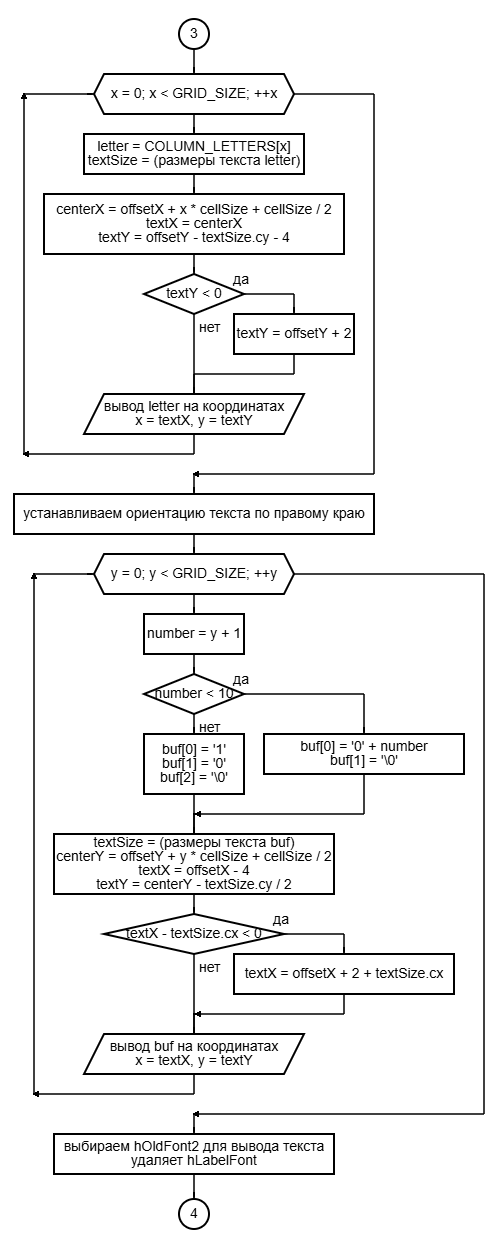 3
x = 0; x < GRID_SIZE; ++x
letter = COLUMN_LETTERS[x]
textSize = (размеры текста letter)
centerX = offsetX + x * cellSize + cellSize / 2
textX = centerX
textY = offsetY - textSize.cy - 4
да
textY < 0
нет
textY = offsetY + 2
вывод letter на координатах
x = textX, y = textY
устанавливаем ориентацию текста по правому краю
y = 0; y < GRID_SIZE; ++y
number = y + 1
да
number < 10
нет
buf[0] = '1'
buf[1] = '0'
buf[2] = '\0'
buf[0] = '0' + number
buf[1] = '\0'
textSize = (размеры текста buf)
centerY = offsetY + y * cellSize + cellSize / 2
textX = offsetX - 4
textY = centerY - textSize.cy / 2
да
textX - textSize.cx < 0
нет
textX = offsetX + 2 + textSize.cx
вывод buf на координатах
x = textX, y = textY
выбираем hOldFont2 для вывода текста
удаляет hLabelFont
4